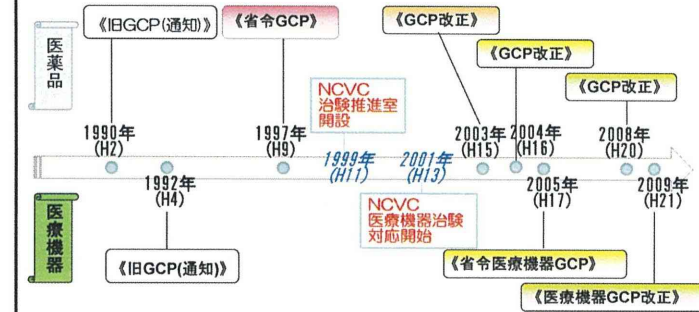 《旧GCP(通知)》
《省令GCP》
《GCP改正》
《GCP改正》
《GCP改正》
医薬品
NCVC
治験推進室
開設
1990年
(H2)
1997年
(H9)
2003年
(H15)
2004年
(H16)
2008年
(H20)
1999年
(H11)
2001年
(H13)
1992年
(H4)
2005年
(H17)
2009年
(H21)
医療機器
NCVC
医療機器治験
対応開始
《旧GCP(通知)》
《省令医療機器GCP》
《医療機器GCP改正》